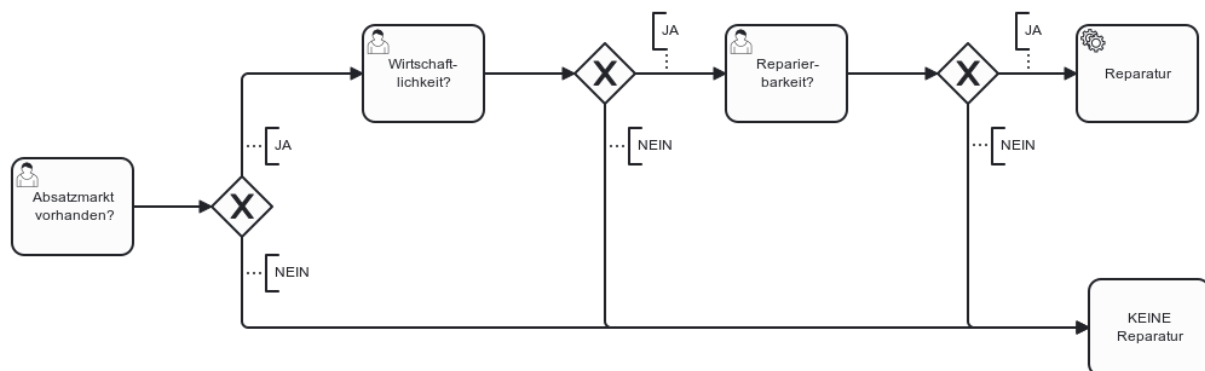 JA
JA
Wirtschaft-
lichkeit?
Reparier-
barkeit?
Reparatur
JA
NEIN
NEIN
Absatzmarkt
vorhanden?
NEIN
KEINE
Reparatur